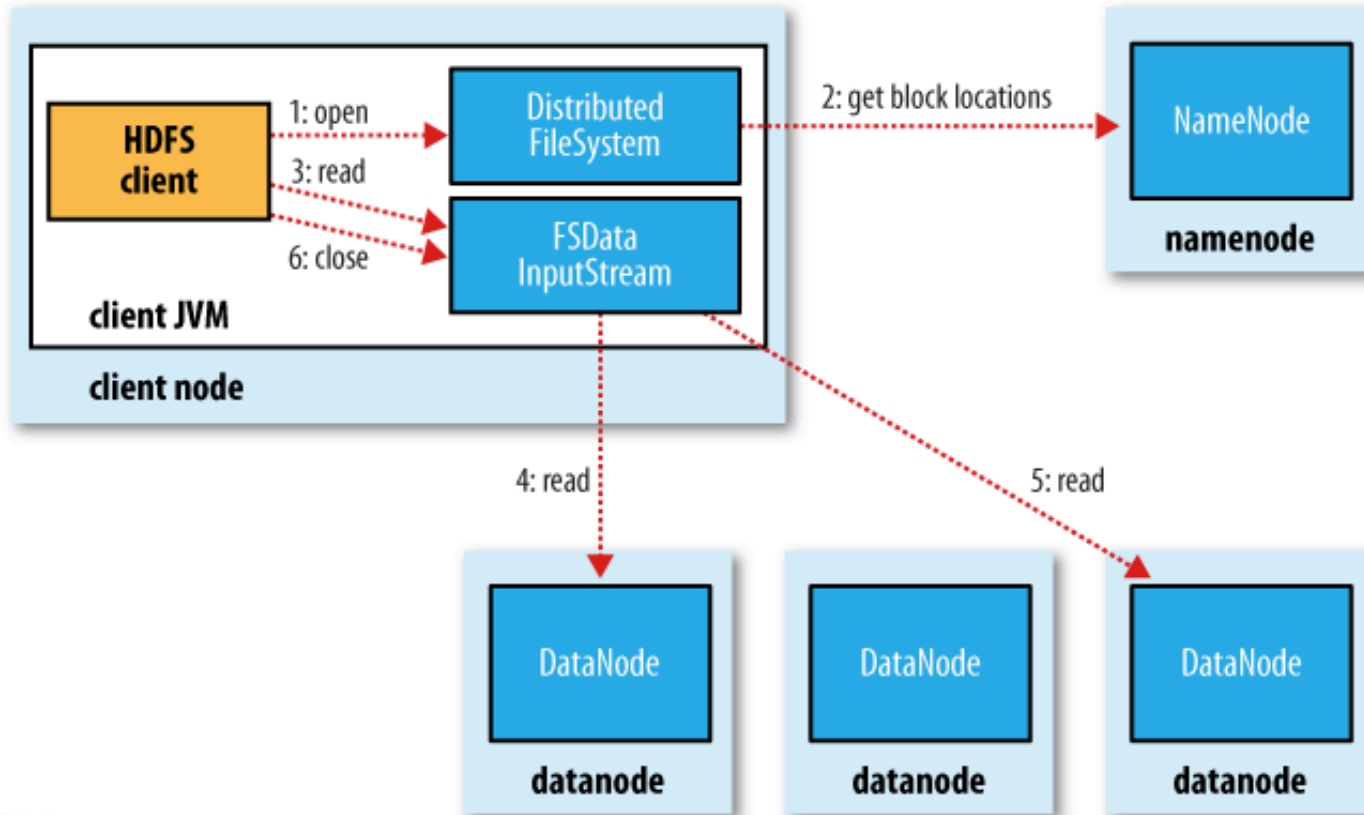 HDFS
client
1: open
3: read
6: close
Distributed
FileSystem
FSData
InputStream
client JVM
client node
2: get block locations
NameNode
namenode
4: read
5: read
DataNode
datanode
DataNode
datanode
DataNode
datanode